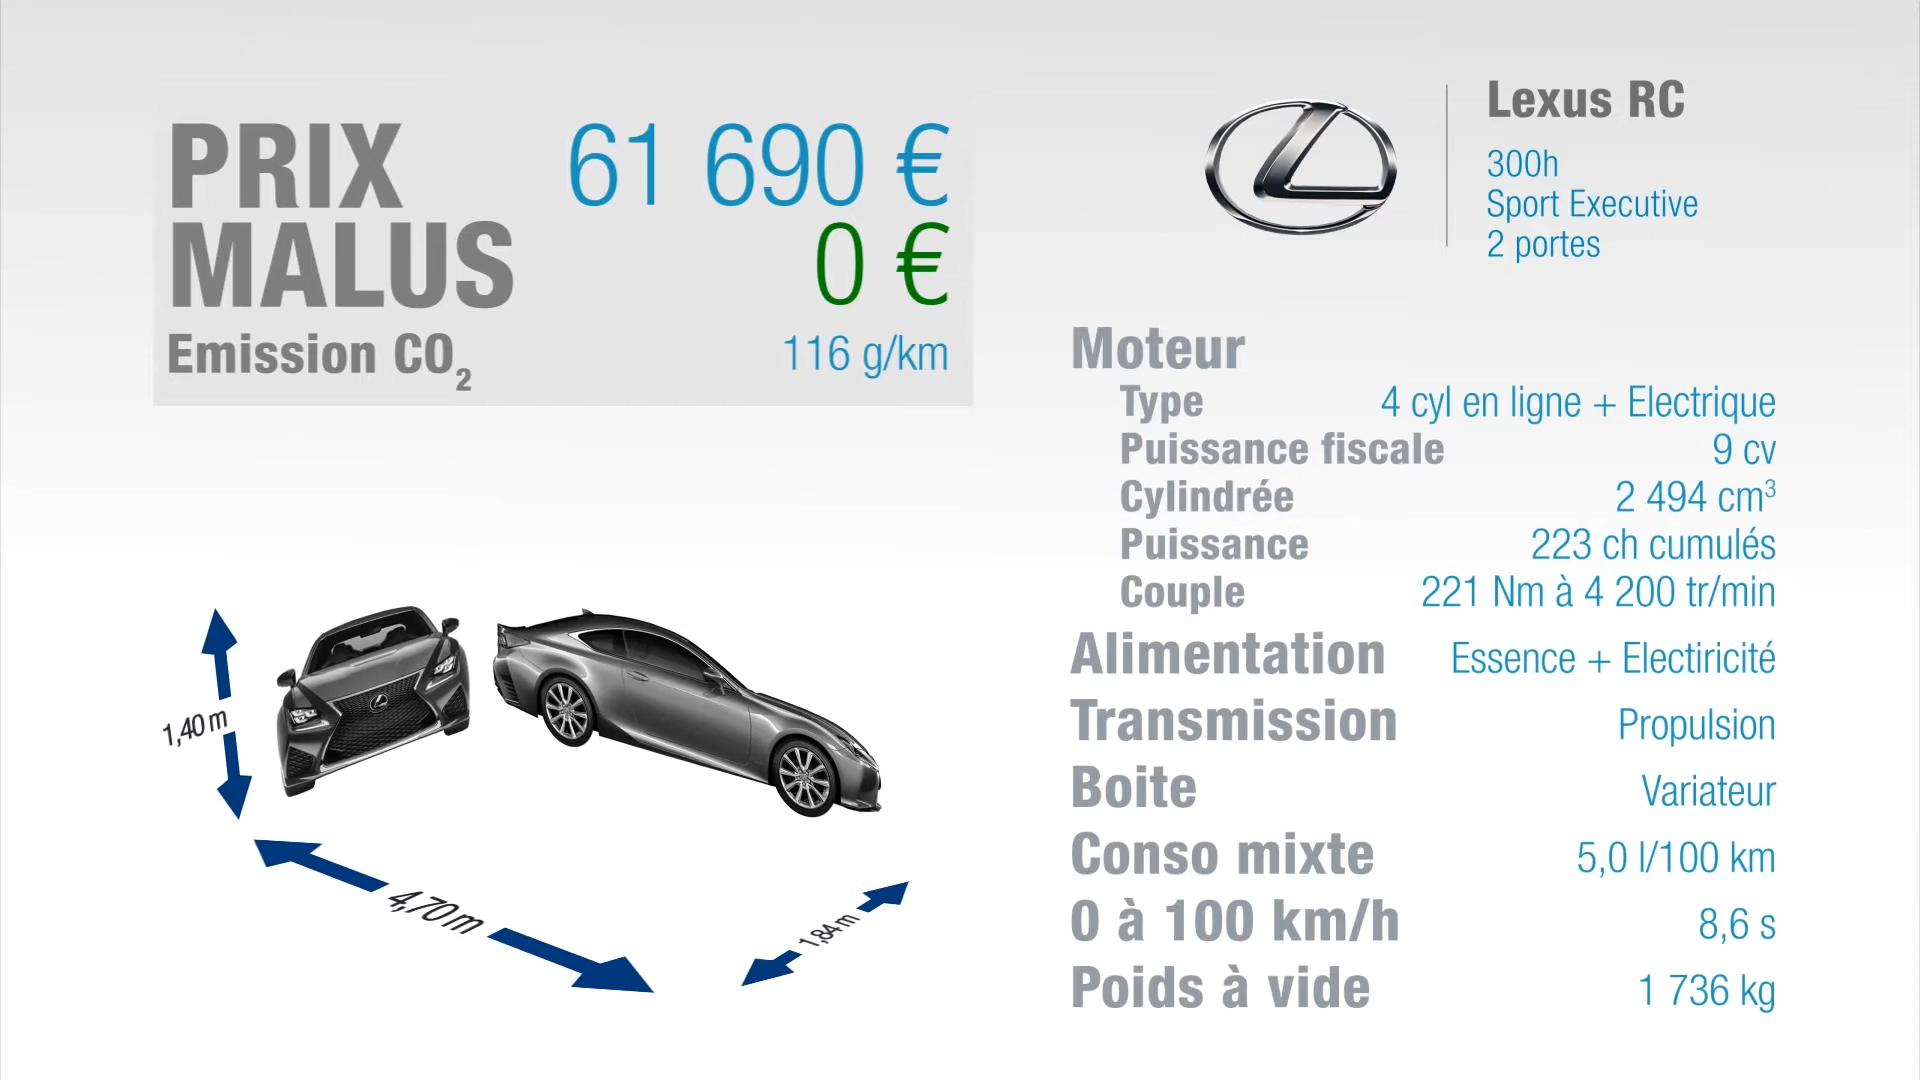 PRIX 61 690 €
MALUS 0 €
Emission CO₂ 116 g/km
Lexus RC
300h
Sport Executive
2 portes
Moteur
Type 4 cyl en ligne + Electrique
Puissance fiscale 9 cv
Cylindrée 2 494 cm³
Puissance 223 ch cumulés
Couple 221 Nm à 4 200 tr/min
Alimentation Essence + Electiricité
Transmission Propulsion
Boite Variateur
Conso mixte 5,0 l/100 km
0 à 100 km/h 8,6 s
Poids à vide 1 736 kg
1,40 m
4,70 m
1,84 m